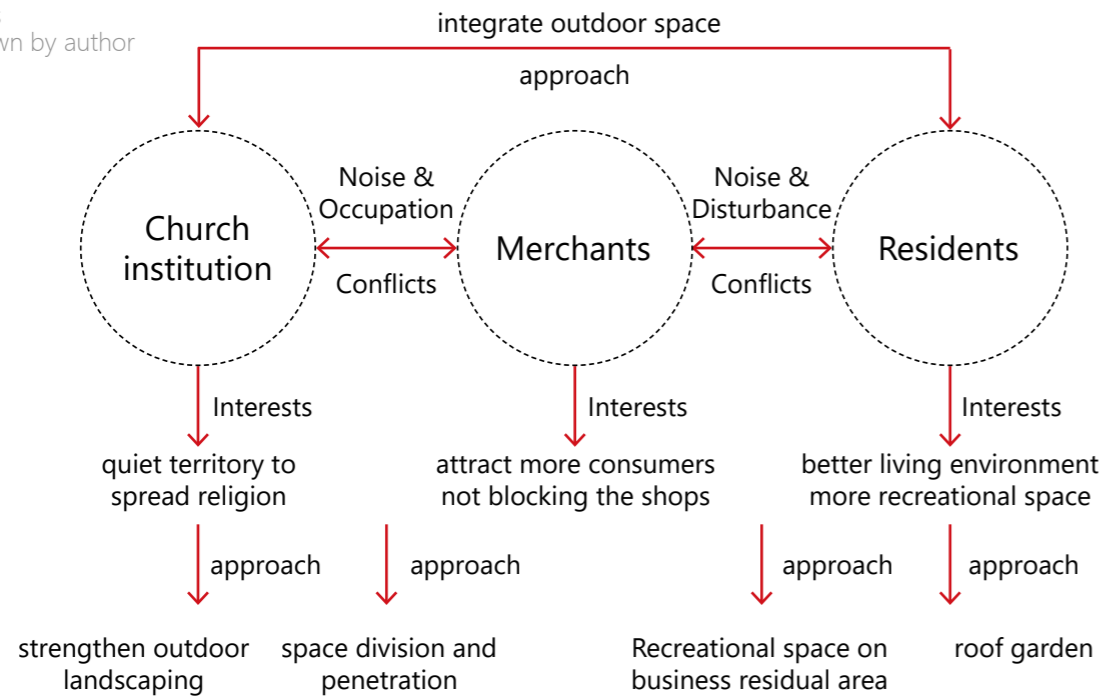 by author
integrate outdoor space
approach
Noise &
Occupation
Noise &
Disturbance
Church
institution
Merchants
Residents
Conflicts
Conflicts
Interests
Interests
Interests
quiet territory to
spread religion
attract more consumers
not blocking the shops
better living environment
more recreational space
approach
approach
approach
approach
strengthen outdoor
landscaping
space division and
penetration
Recreational space on
business residual area
roof garden